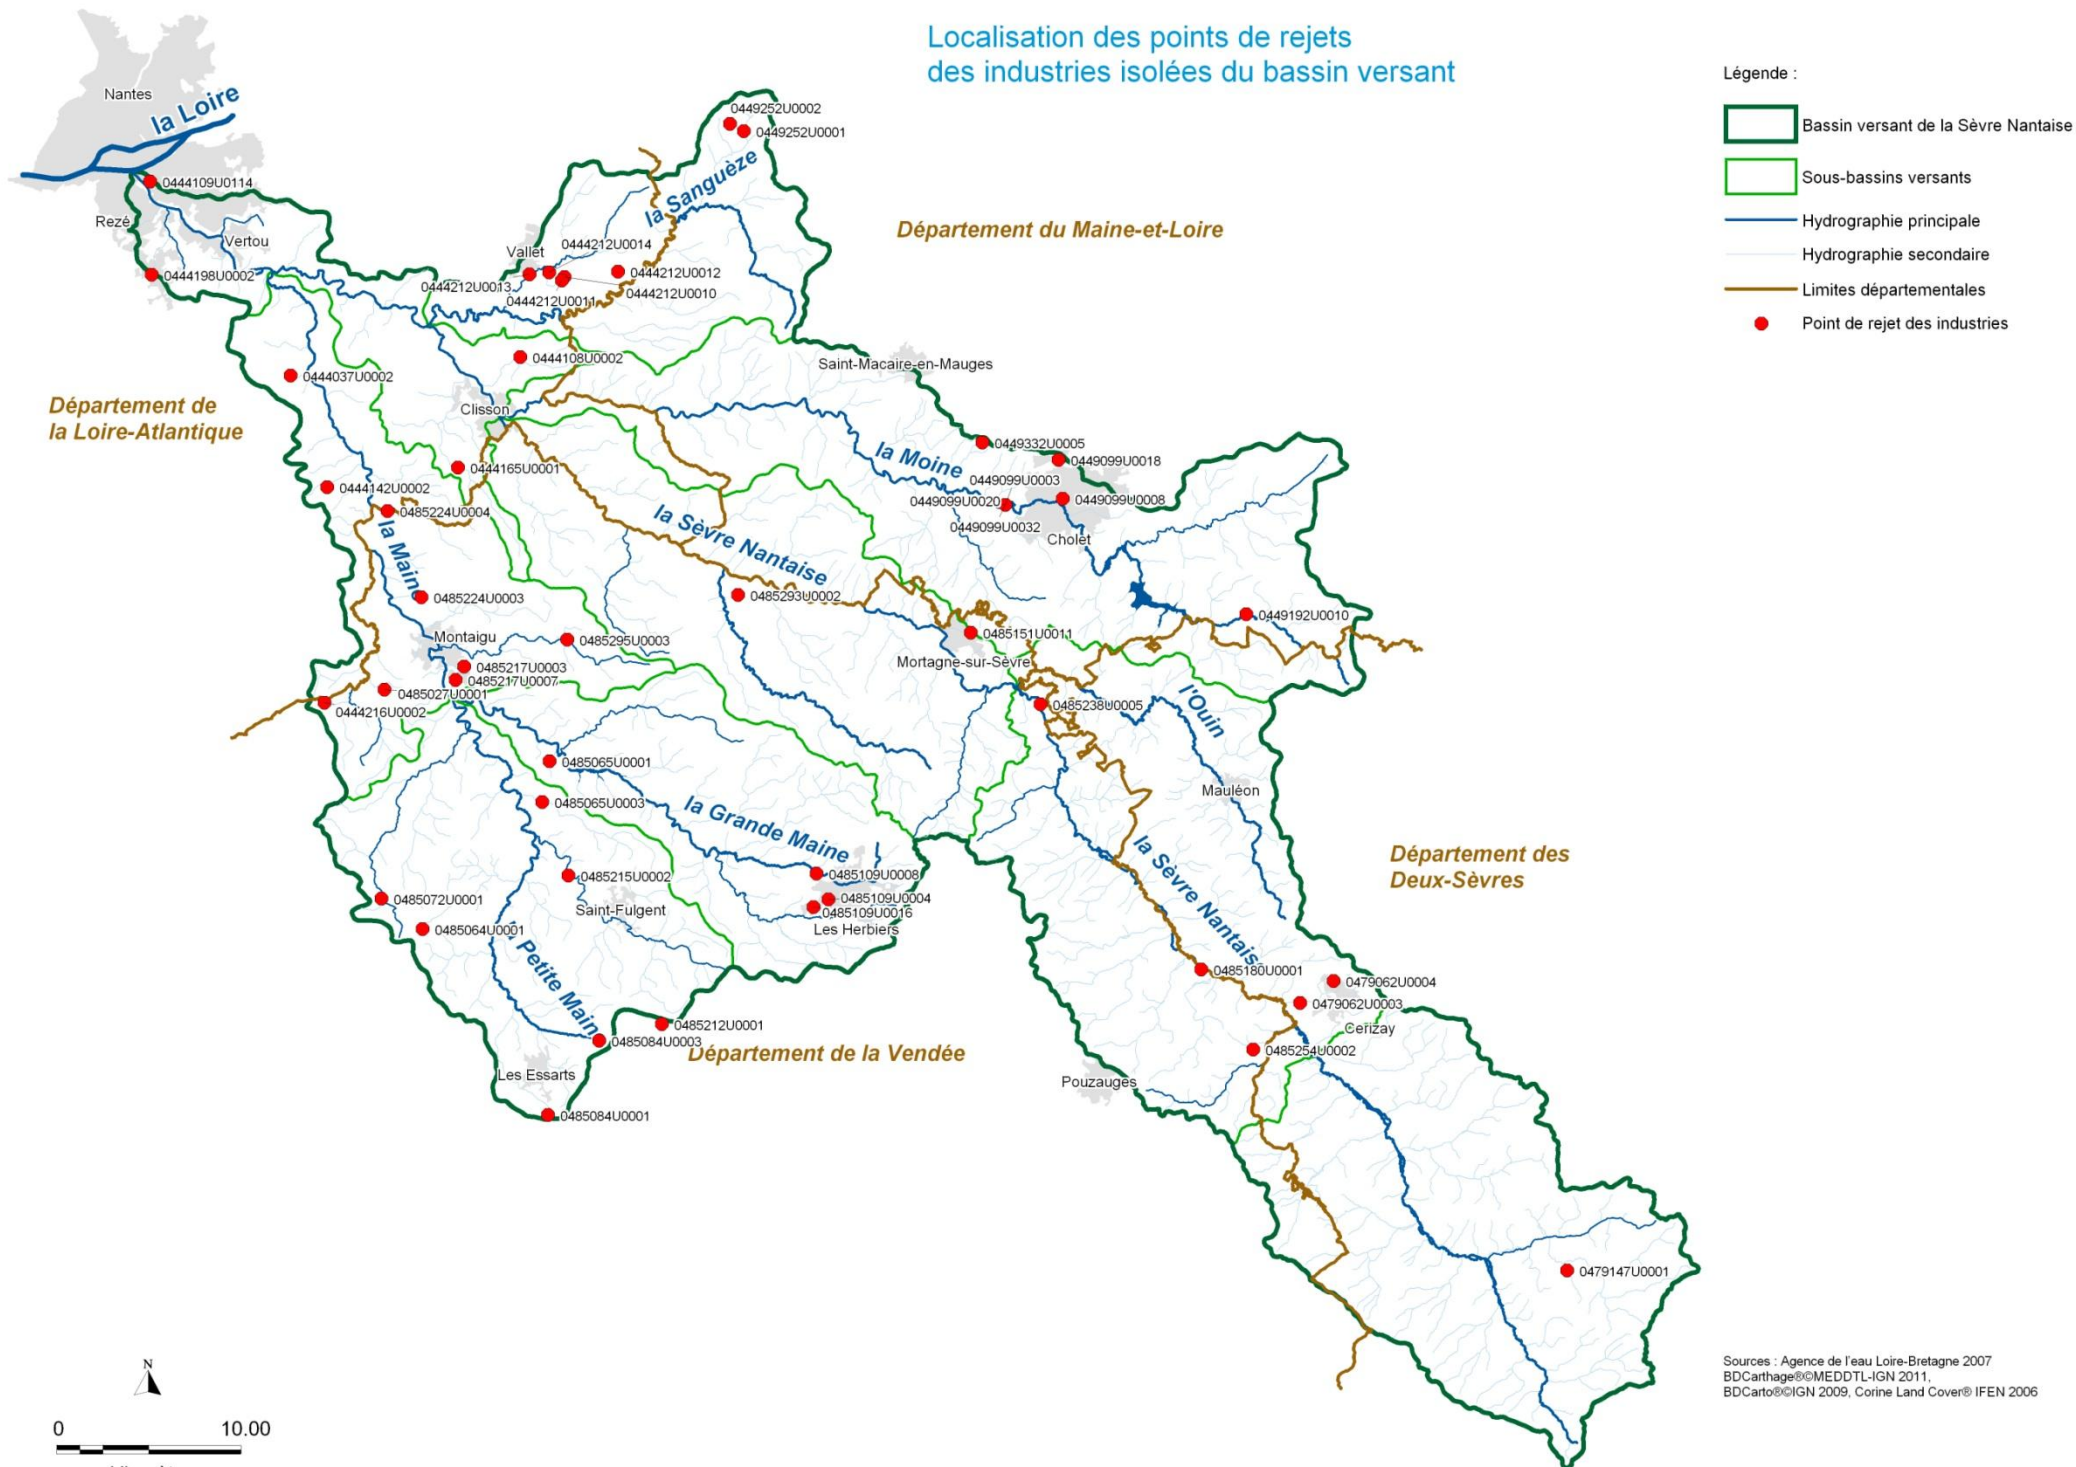 Localisation des points de rejets
des industries isolées du bassin versant
Légende :
Bassin versant de la Sèvre Nantaise
Sous-bassins versants
Hydrographie principale
Hydrographie secondaire
Limites départementales
Point de rejet des industries
Nantes
la Loire
0449252U0002
0449252U0001
0444109U0114
la Sanguèze
Rezé
Vertou
Département du Maine-et-Loire
Vallet
0444212U0014
0444198U0002
0444212U0013
0444212U0012
0444212U0011
0444212U0010
0444108U0002
Saint-Macaire-en-Mauges
0444037U0002
Département de
la Loire-Atlantique
Clisson
0449332U0005
la Moine
0449099U0018
0444165U0001
0449099U0003
0444142U0002
0449099U0020
0449099U0008
0485224U0004
0449099U0032
la Sèvre Nantaise
Cholet
la Maine
0485224U0003
0485293U0002
0449192U0010
Montaigu
0485295U0003
0485151U0011
Mortagne-sur-Sèvre
0485217U0003
0485217U0007
0485027U0001
0444216U0002
0485238U0005
l'Ouin
0485065U0001
0485065U0003
la Grande Maine
Mauléon
la Sèvre Nantais
Département des
Deux-Sèvres
0485215U0002
0485109U0008
0485072U0001
0485109U0004
Saint-Fulgent
0485109U0016
0485064U0001
Les Herbiers
Petite Main
0485180U0001
0479062U0004
0479062U0003
0485212U0001
Cerizay
0485084U0003
Département de la Vendée
0485254U0002
Les Essarts
Pouzauges
0485084U0001
0479147U0001
Sources : Agence de l'eau Loire-Bretagne 2007
BDCarthage®©MEDDTL-IGN 2011,
BDCarto®©IGN 2009, Corine Land Cover® IFEN 2006
N
0 10.00